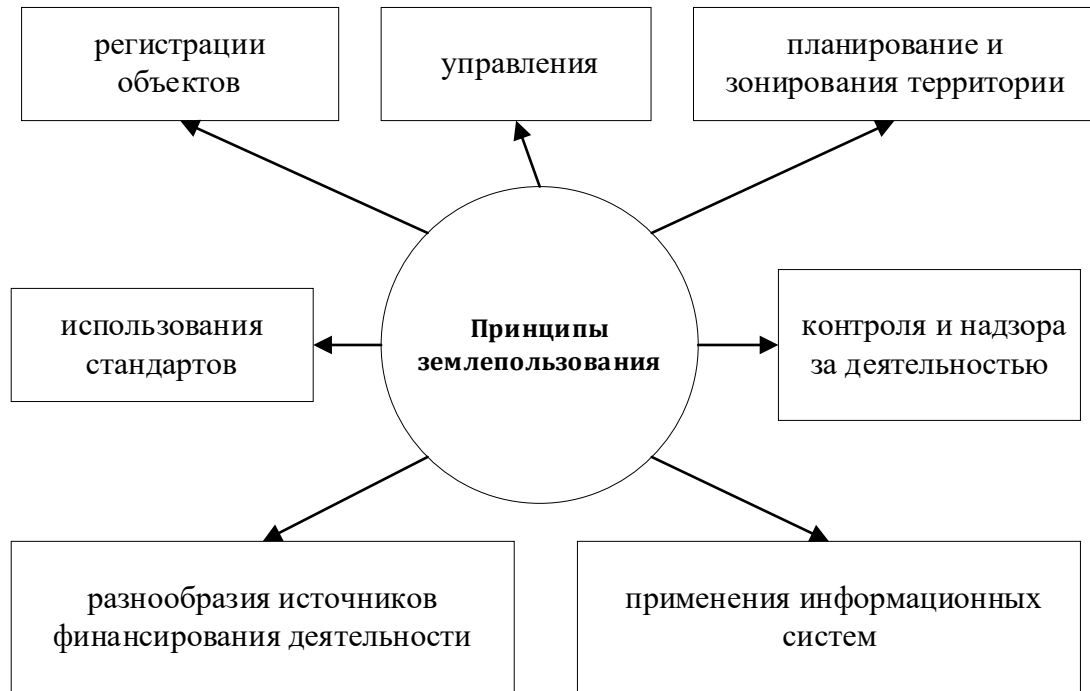 регистрации
объектов
управления
планирование и
зонирования территории
использования
стандартов
Принципы
землепользования
контроля и надзора
за деятельностью
разнообразия источников
финансирования деятельности
применения информационных
систем